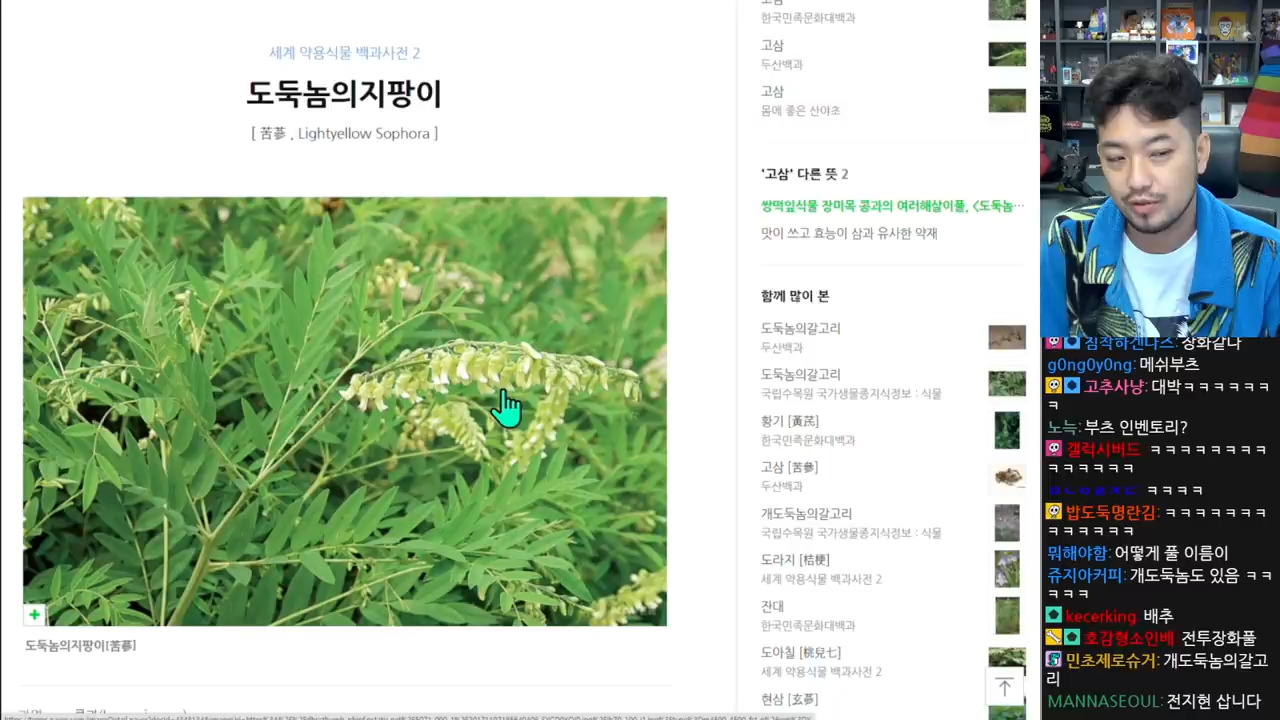 세계 약용식물 백과사전 2
도둑놈의지팡이
[ 苦蔘 , Lightyellow Sophora ]
도둑놈의지팡이[苦蔘]
고삼
한국민족문화대백과
고삼
두산백과
고삼
몸에 좋은 산야초
'고삼' 다른 뜻 2
쌍떡잎식물 장미목 콩과의 여러해살이풀, <도둑놈…
맛이 쓰고 효능이 삼과 유사한 약재
함께 많이 본
도둑놈의갈고리
두산백과
도둑놈의갈고리
국립수목원 국가생물종지식정보 : 식물
황기 [黃芪]
한국민족문화대백과
고삼 [苦參]
두산백과
개도둑놈의갈고리
국립수목원 국가생물종지식정보 : 식물
도라지 [桔梗]
세계 약용식물 백과사전 2
잔대
한국민족문화대백과
도아칠 [桃兒七]
세계 약용식물 백과사전 2
현삼 [玄蔘]
짐작하겐나즈: 장화같다
g0ng0y0ng: 메쉬부츠
고추사냥: 대박ㅋㅋㅋㅋㅋㅋ
ㅋ
노늑: 부츠 인벤토리?
갤럭시버드 ㅋㅋㅋㅋㅋㅋㅋㅋ
ㅋㅋㅋㅋㅋㅋ
ㅋㅋㅋㅋ
밥도둑명란김: ㅋㅋㅋㅋㅋㅋㅋ
ㅋㅋㅋㅋㅋㅋ
뭐해야함: 어떻게 풀 이름이
쥬지아커피: 개도둑놈도 있음 ㅋㅋ
ㅋㅋㅋ
kecerking 배추
호감형소인배 전투장화풀
민초제로슈거: 개도둑놈의갈고
리
MANNASEOUL: 전지형 삽니다